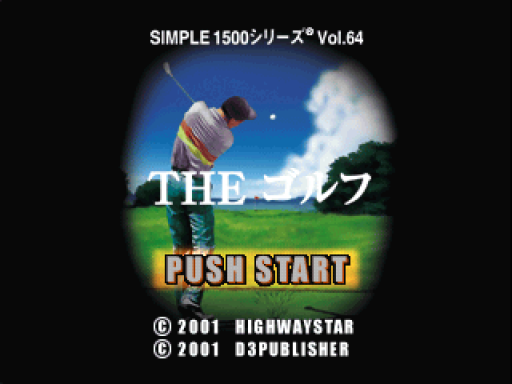 SIMPLE 1500シリーズ® Vol.64
THE ゴルフ
PUSH START
© 2001 HIGHWAYSTAR
© 2001 D3PUBLISHER